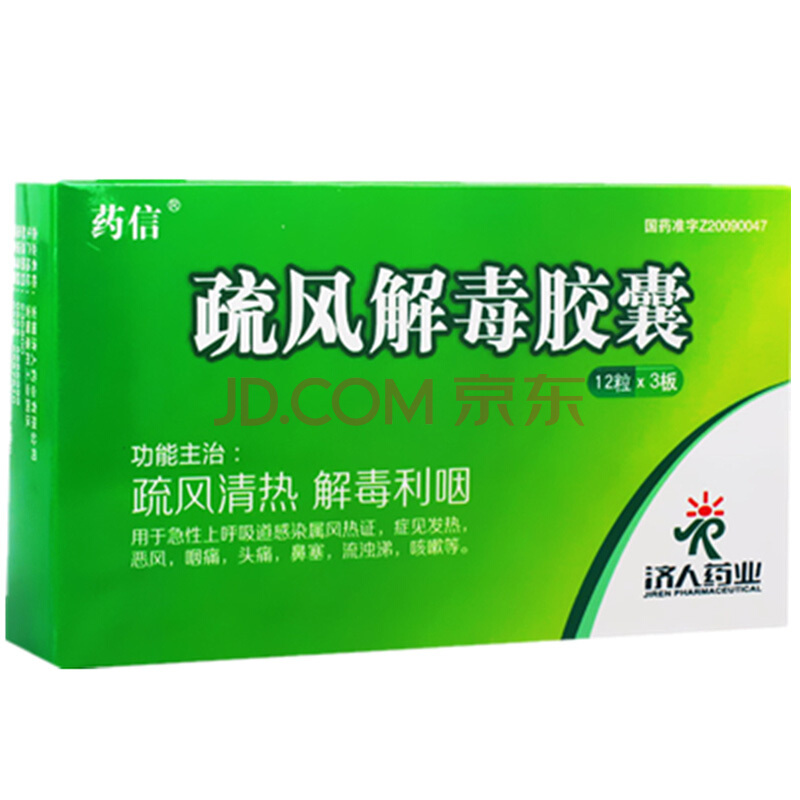 药信®
国药准字Z20090047
疏风解毒胶囊
12粒 x 3板
JD.COM 京东
功能主治：
疏风清热 解毒利咽
用于急性上呼吸道感染属风热证，症见发热，
恶风，咽痛，头痛，鼻塞，流浊涕，咳嗽等。
济人药业
JIREN PHARMACEUTICAL